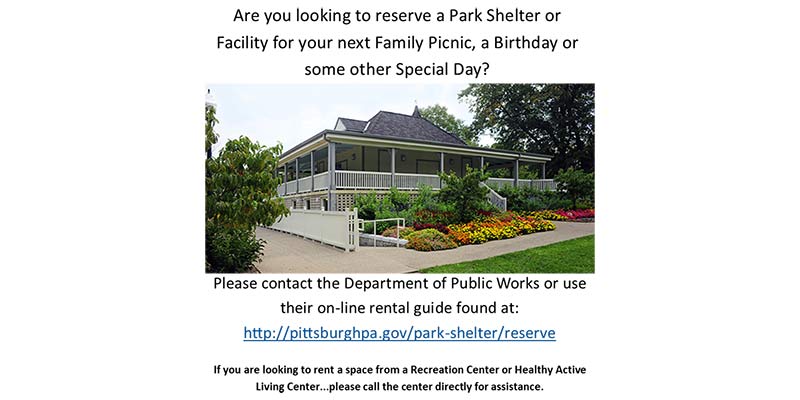 Are you looking to reserve a Park Shelter or
Facility for your next Family Picnic, a Birthday or
some other Special Day?
Please contact the Department of Public Works or use
their on-line rental guide found at:
http://pittsburghpa.gov/park-shelter/reserve
If you are looking to rent a space from a Recreation Center or Healthy Active
Living Center...please call the center directly for assistance.